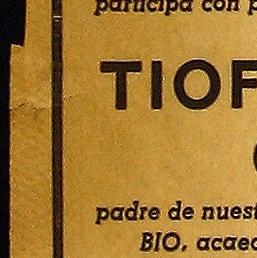 participa con p
TIOF
padre de nuest
BIO, acaec